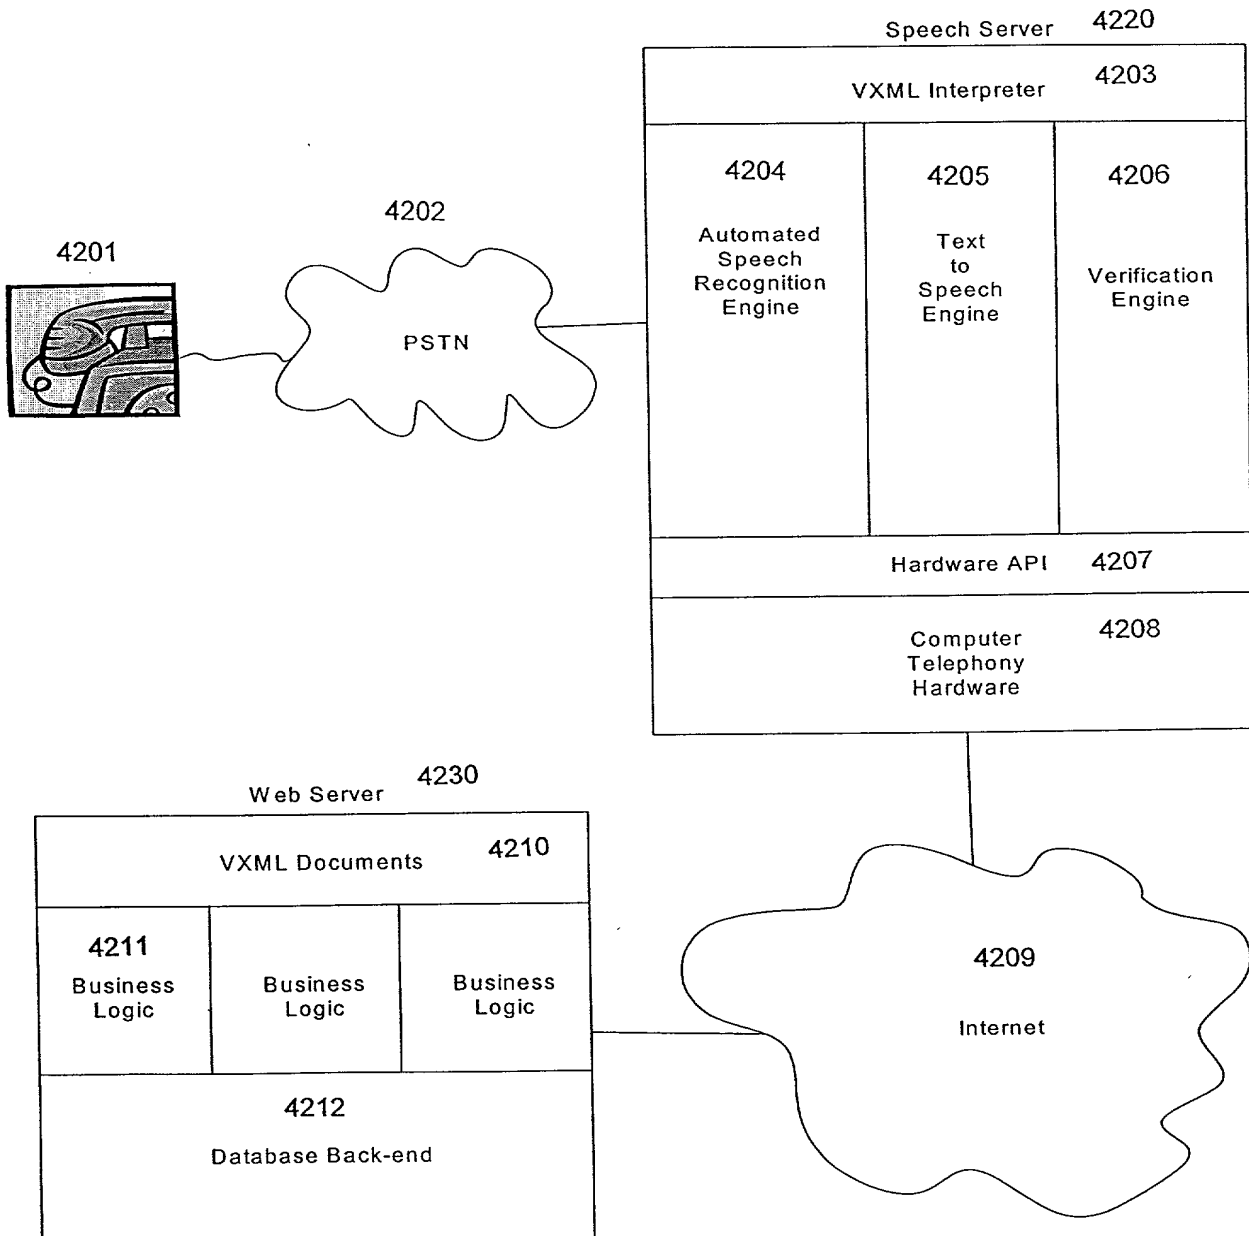 Speech Server 4220
VXML Interpreter 4203
4204
Automated
Speech
Recognition
Engine
4205
Text
to
Speech
Engine
4206
Verification
Engine
4202
PSTN
4201
Hardware API 4207
4208
Computer
Telephony
Hardware
Web Server 4230
VXML Documents 4210
4211
Business
Logic
Business
Logic
Business
Logic
4212
Database Back-end
4209
Internet